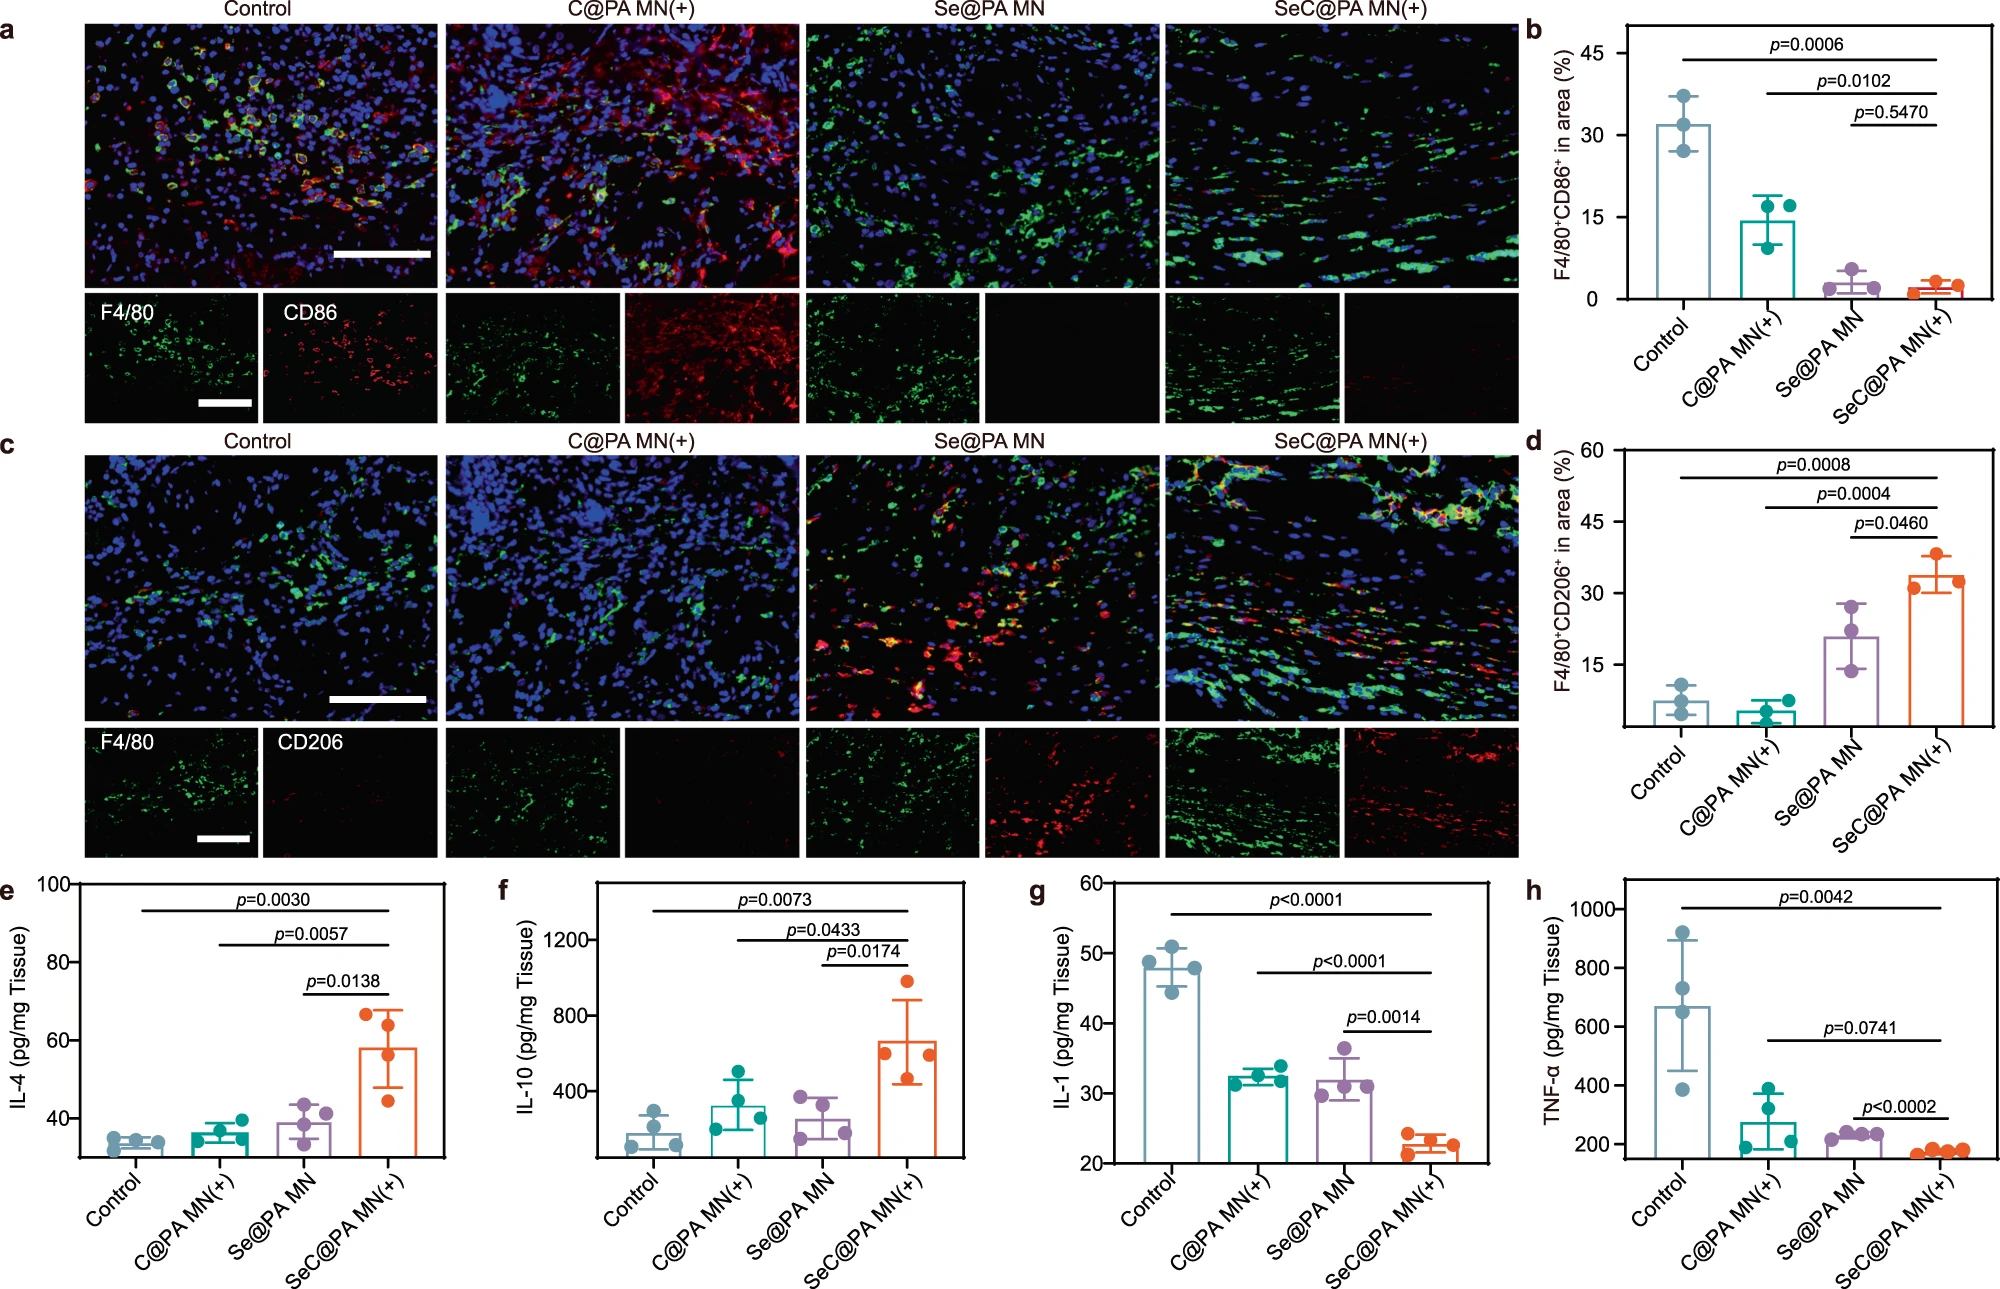 a
Control
C@PA MN(+)
Se@PA MN
SeC@PA MN(+)
F4/80
CD86
b
F4/80⁺CD86⁺ in area (%)
45
30
15
0
p=0.0006
p=0.0102
p=0.5470
Control
C@PA MN(+)
Se@PA MN
SeC@PA MN(+)
c
Control
C@PA MN(+)
Se@PA MN
SeC@PA MN(+)
F4/80
CD206
d
F4/80⁺CD206⁺ in area (%)
60
45
30
15
p=0.0008
p=0.0004
p=0.0460
Control
C@PA MN(+)
Se@PA MN
SeC@PA MN(+)
e
IL-4 (pg/mg Tissue)
100
80
60
40
p=0.0030
p=0.0057
p=0.0138
Control
C@PA MN(+)
Se@PA MN
SeC@PA MN(+)
f
IL-10 (pg/mg Tissue)
1200
800
400
p=0.0073
p=0.0433
p=0.0174
Control
C@PA MN(+)
Se@PA MN
SeC@PA MN(+)
g
IL-1 (pg/mg Tissue)
60
50
40
30
20
p<0.0001
p<0.0001
p=0.0014
Control
C@PA MN(+)
Se@PA MN
SeC@PA MN(+)
h
TNF-α (pg/mg Tissue)
1000
800
600
400
200
p=0.0042
p=0.0741
p<0.0002
Control
C@PA MN(+)
Se@PA MN
SeC@PA MN(+)